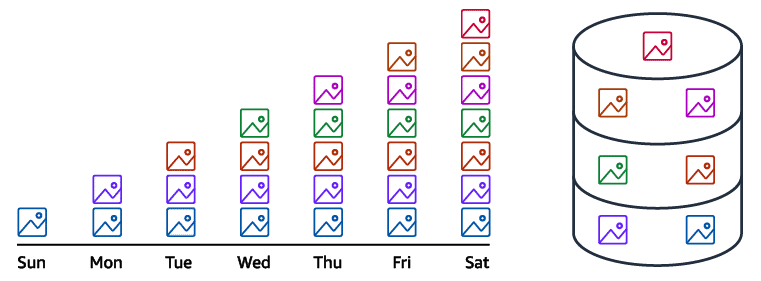 Sun Mon Tue Wed Thu Fri Sat